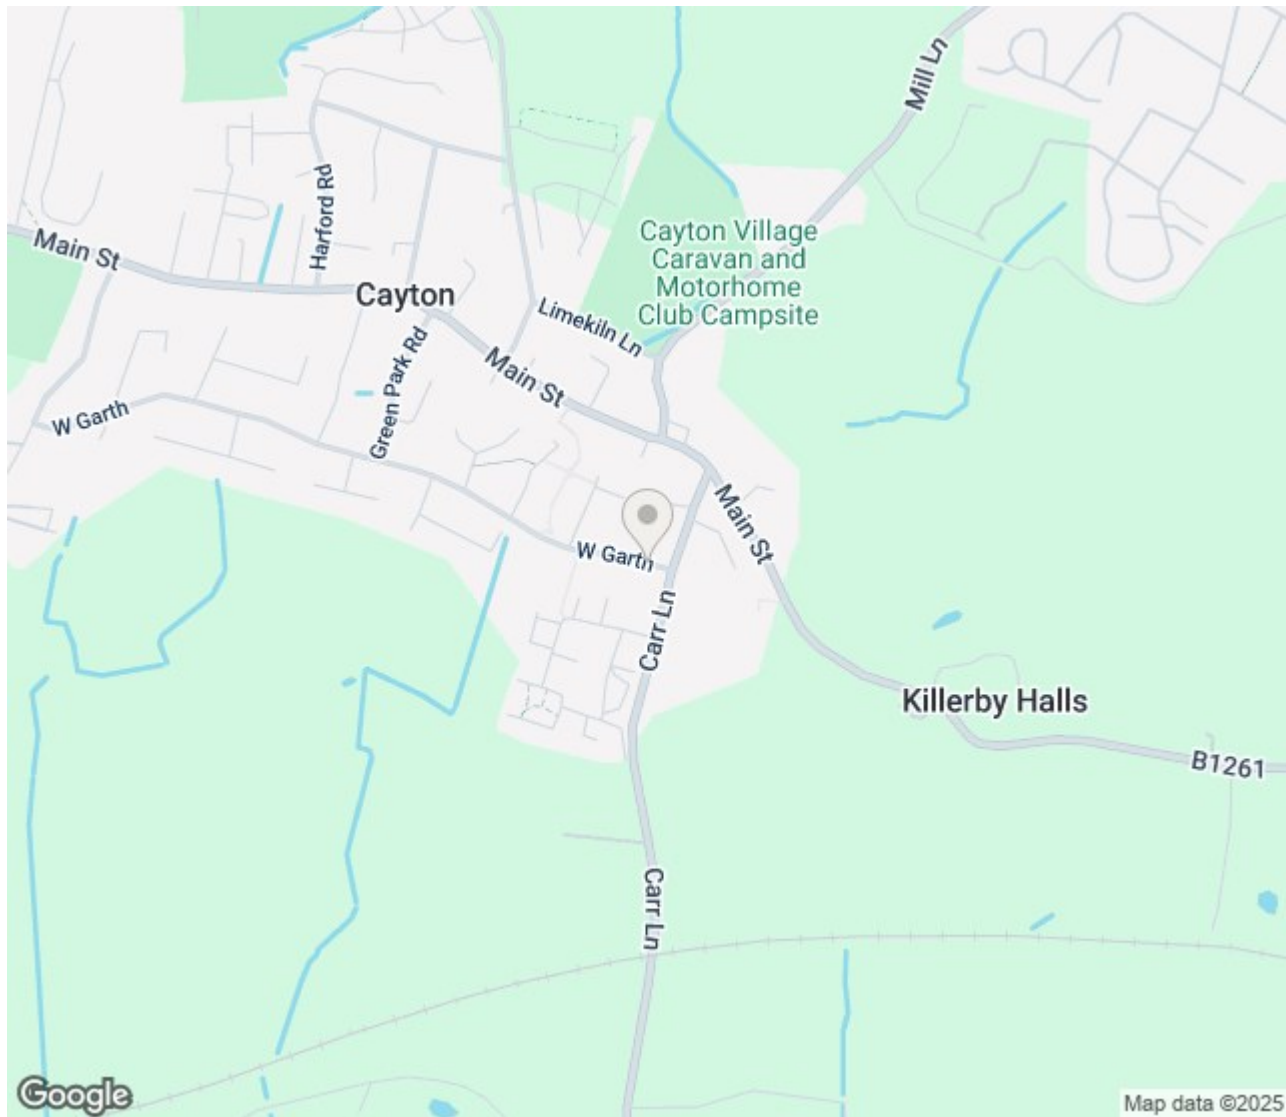 Mill Ln
Harford Rd
Main St
Cayton Village
Caravan and
Motorhome
Club Campsite
Cayton
Limekiln Ln
Green Park Rd
Main St
W Garth
Main St
W Garth
Carr Ln
Killerby Halls
B1261
Carr Ln
Google
Map data ©2025